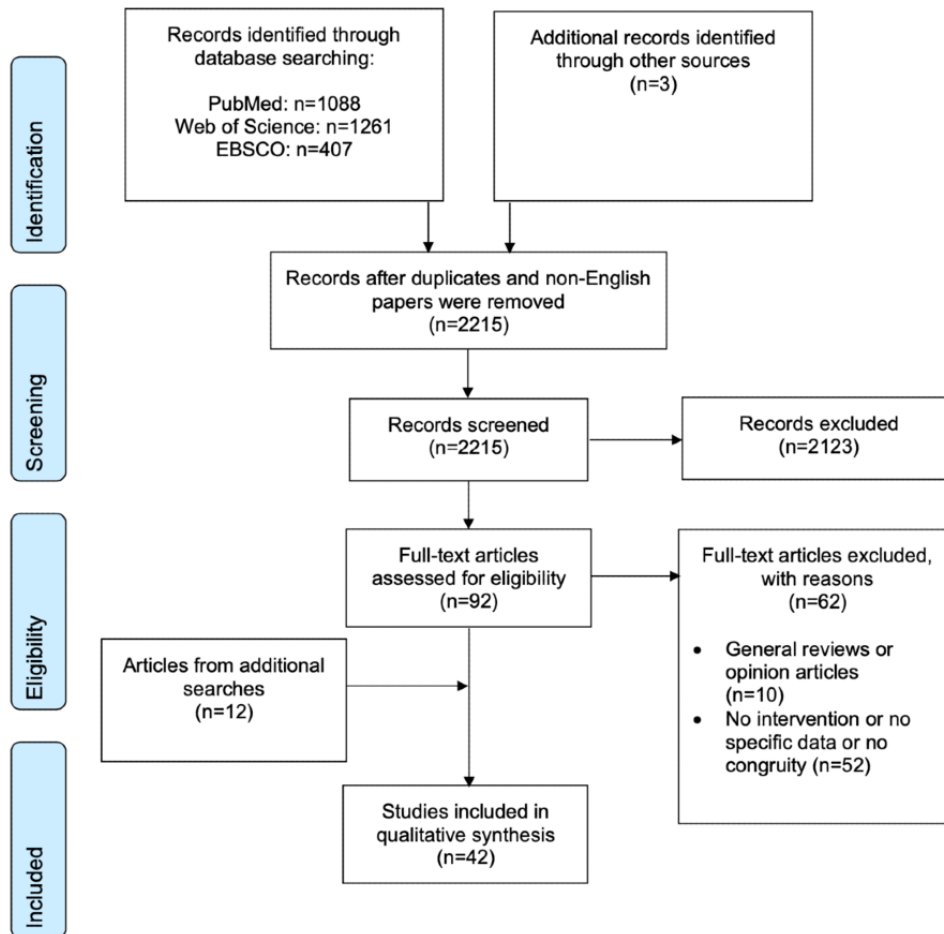 Identification
Records identified through
database searching:
PubMed: n=1088
Web of Science: n=1261
EBSCO: n=407
Additional records identified
through other sources
(n=3)
Records after duplicates and non-English
papers were removed
(n=2215)
Screening
Records screened
(n=2215)
Records excluded
(n=2123)
Eligibility
Full-text articles
assessed for eligibility
(n=92)
Full-text articles excluded,
with reasons
(n=62)
• General reviews or
opinion articles
(n=10)
• No intervention or no
specific data or no
congruity (n=52)
Articles from additional
searches
(n=12)
Included
Studies included in
qualitative synthesis
(n=42)